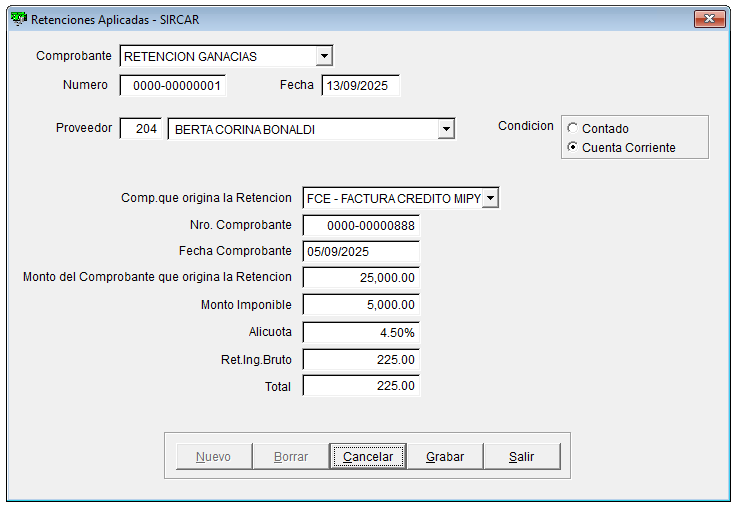 Retenciones Aplicadas - SIRCAR
Comprobante RETENCION GANACIAS
Numero 0000-00000001 Fecha 13/09/2025
Proveedor 204 BERTA CORINA BONALDI Condicion Contado
Cuenta Corriente
Comp.que origina la Retencion FCE - FACTURA CREDITO MIPY
Nro. Comprobante 0000-00000888
Fecha Comprobante 05/09/2025
Monto del Comprobante que origina la Retencion 25,000.00
Monto Imponible 5,000.00
Alicuota 4.50%
Ret.Ing.Bruto 225.00
Total 225.00
Nuevo Borrar Cancelar Grabar Salir